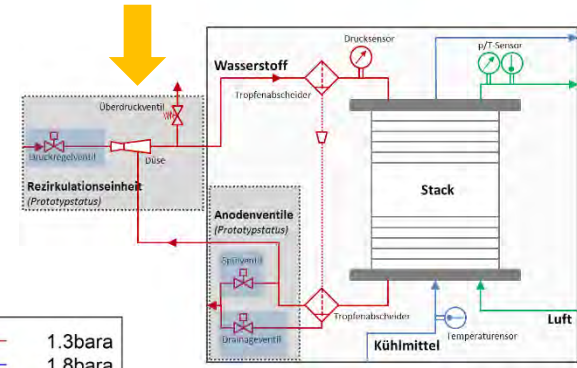 Drucksensor
p/T-Sensor
Wasserstoff
Tropfenabscheider
Überdruckventil
Druckregelventil
Düse
Rezirkulationseinheit
(Prototypstatus)
Stack
Anodenventile
(Prototypstatus)
Spülventil
Drainageventil
Tropfenabscheider
Temperatursensor
Luft
Kühlmittel
1.3bara
1.8bara